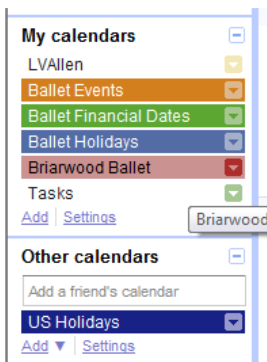 My calendars
LVAllen
Ballet Events
Ballet Financial Dates
Ballet Holidays
Briarwood Ballet
Tasks
Add Settings
Briarwood
Other calendars
Add a friend's calendar
US Holidays
Add ▼ Settings